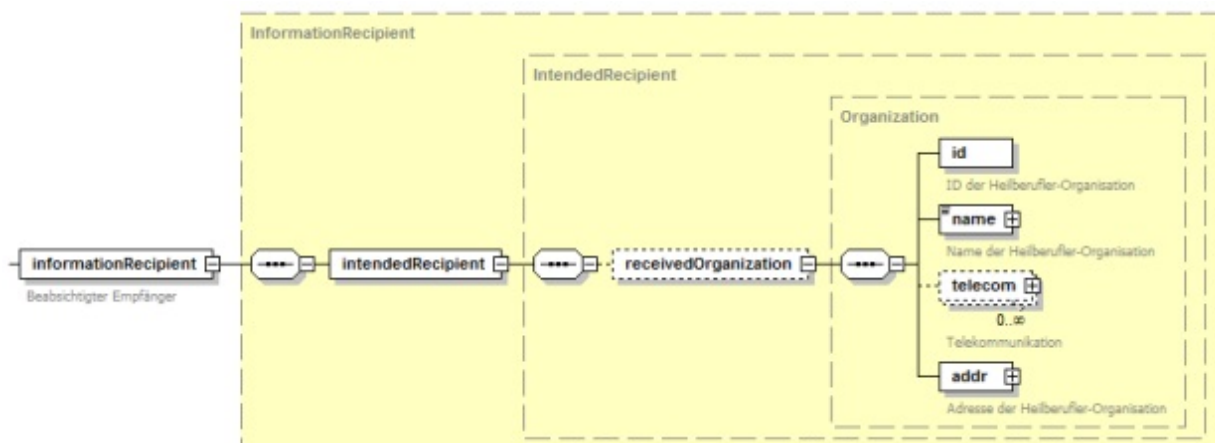 InformationRecipient
IntendedRecipient
Organization
id
ID der Heilberufler-Organisation
name
Name der Heilberufler-Organisation
informationRecipient
intendedRecipient
receivedOrganization
Beabsichtigter Empfänger
telecom
0..∞
Telekommunikation
addr
Adresse der Heilberufler-Organisation